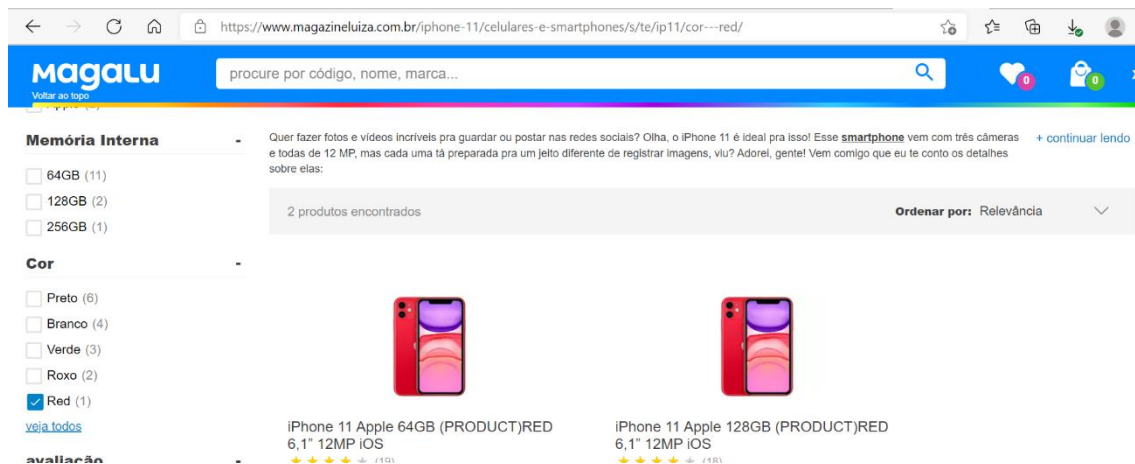 https://www.magazineluiza.com.br/iphone-11/celulares-e-smartphones/s/te/ip11/cor---red/
Magalu
Voltar ao topo
procure por código, nome, marca...
0
0
Memória Interna -
64GB (11)
128GB (2)
256GB (1)
Cor -
Preto (6)
Branco (4)
Verde (3)
Roxo (2)
Red (1)
veja todos
avaliação -
Quer fazer fotos e vídeos incríveis pra guardar ou postar nas redes sociais? Olha, o iPhone 11 é ideal pra isso! Esse smartphone vem com três câmeras
e todas de 12 MP, mas cada uma tá preparada pra um jeito diferente de registrar imagens, viu? Adorei, gente! Vem comigo que eu te conto os detalhes
sobre elas:
+ continuar lendo
2 produtos encontrados
Ordenar por: Relevância
iPhone 11 Apple 64GB (PRODUCT)RED
6,1" 12MP iOS
(19)
iPhone 11 Apple 128GB (PRODUCT)RED
6,1" 12MP iOS
(18)